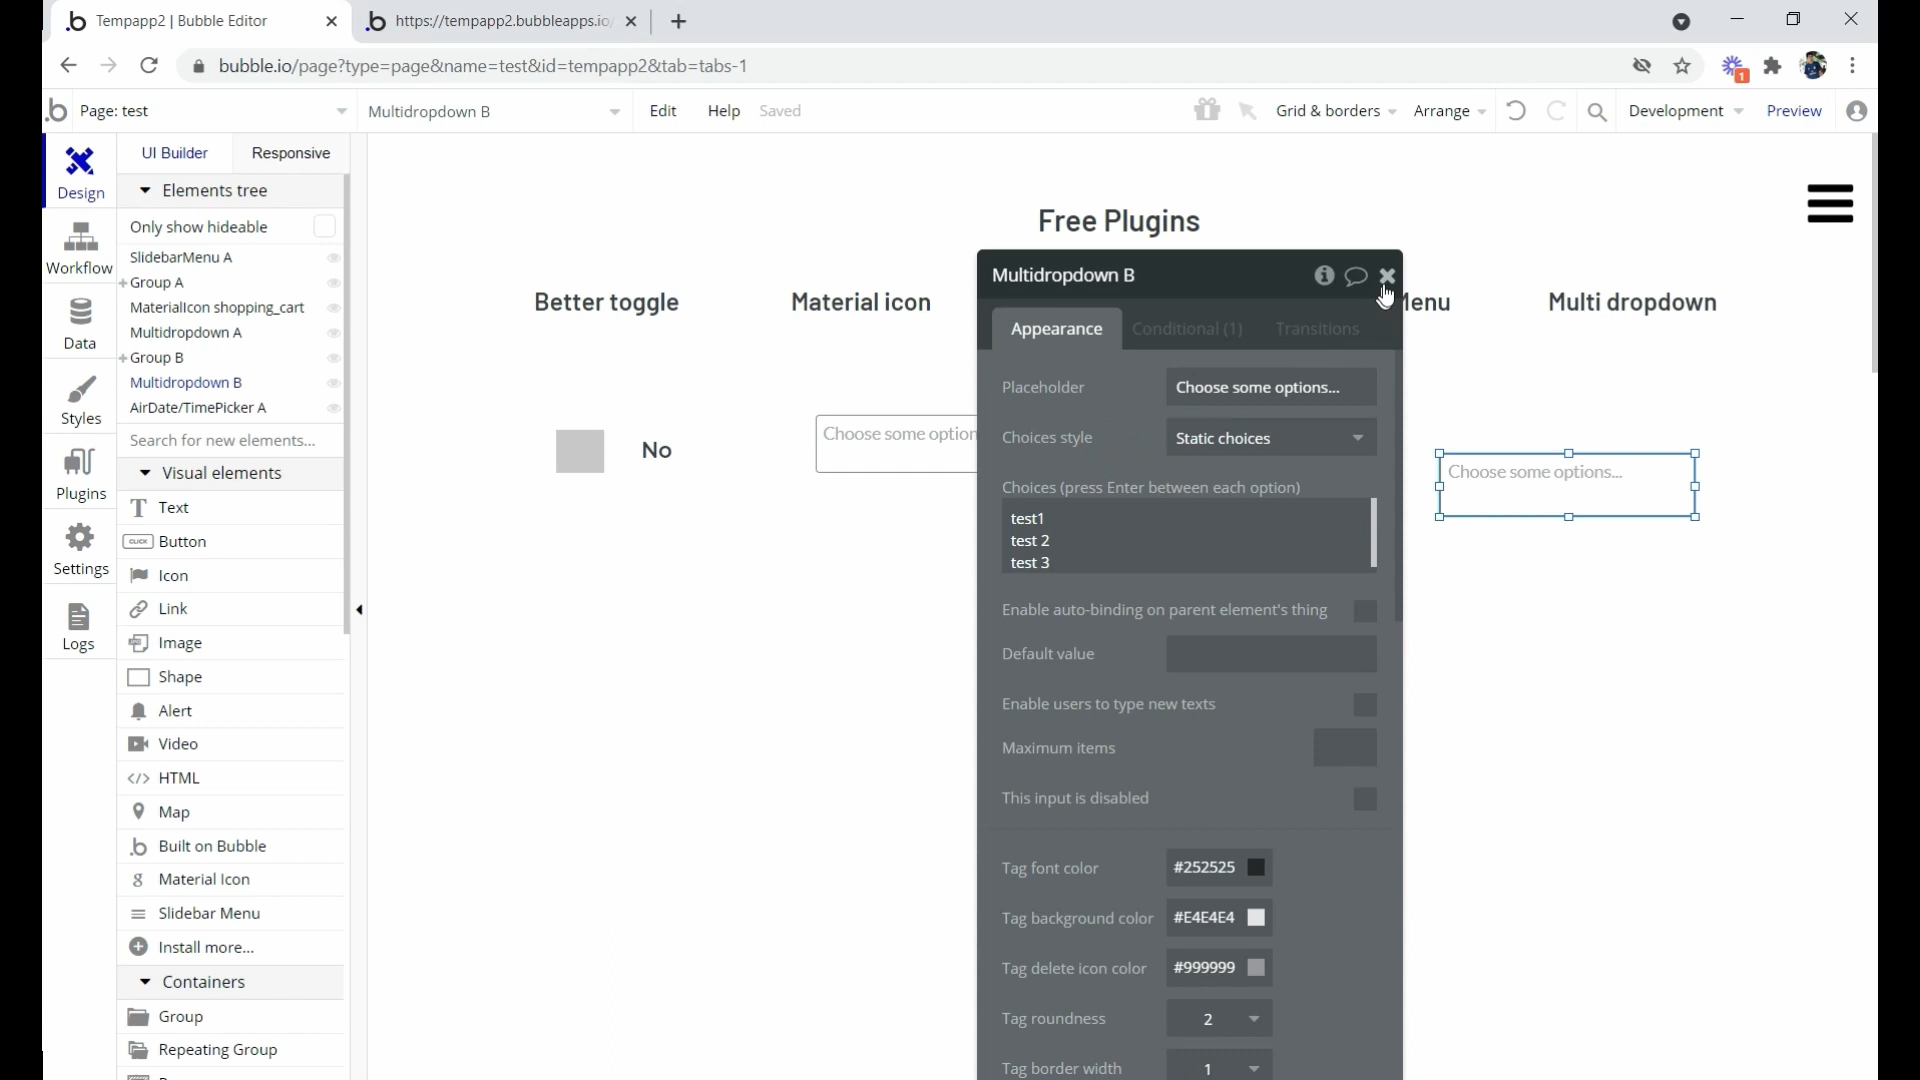 Tempapp2 | Bubble Editor
https://tempapp2.bubbleapps.io/
bubble.io/page?type=page&name=test&id=tempapp2&tab=tabs-1
1
Page: test
Multidropdown B
Edit
Help
Saved
Grid & borders
Arrange
Development
Preview
Design
Workflow
Data
Styles
Plugins
Settings
Logs
UI Builder
Responsive
Elements tree
Only show hideable
SlidebarMenu A
Group A
MaterialIcon shopping_cart
Multidropdown A
Group B
Multidropdown B
AirDate/TimePicker A
Search for new elements...
Visual elements
Text
CLICK Button
Icon
Link
Image
Shape
Alert
Video
</> HTML
Map
Built on Bubble
g Material Icon
Slidebar Menu
Install more...
Containers
Group
Repeating Group
Free Plugins
Better toggle
Material icon
Menu
Multi dropdown
No
Choose some option
Choose some options...
Multidropdown B
Appearance
Conditional (1)
Transitions
Placeholder
Choose some options...
Choices style
Static choices
Choices (press Enter between each option)
test1
test 2
test 3
Enable auto-binding on parent element's thing
Default value
Enable users to type new texts
Maximum items
This input is disabled
Tag font color
#252525
Tag background color
#E4E4E4
Tag delete icon color
#999999
Tag roundness
2
Tag border width
1